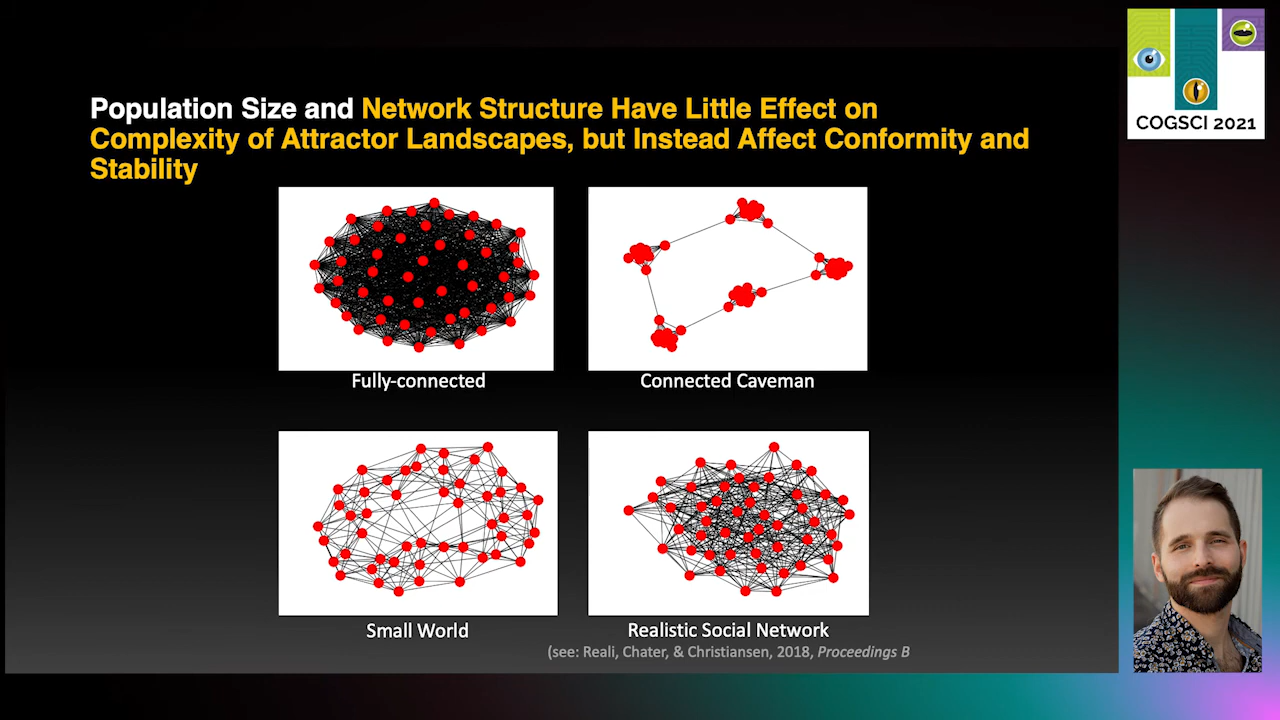 Population Size and Network Structure Have Little Effect on
Complexity of Attractor Landscapes, but Instead Affect Conformity and
Stability
COGSCI 2021
Fully-connected
Connected Caveman
Small World
Realistic Social Network
(see: Reali, Chater, & Christiansen, 2018, Proceedings B